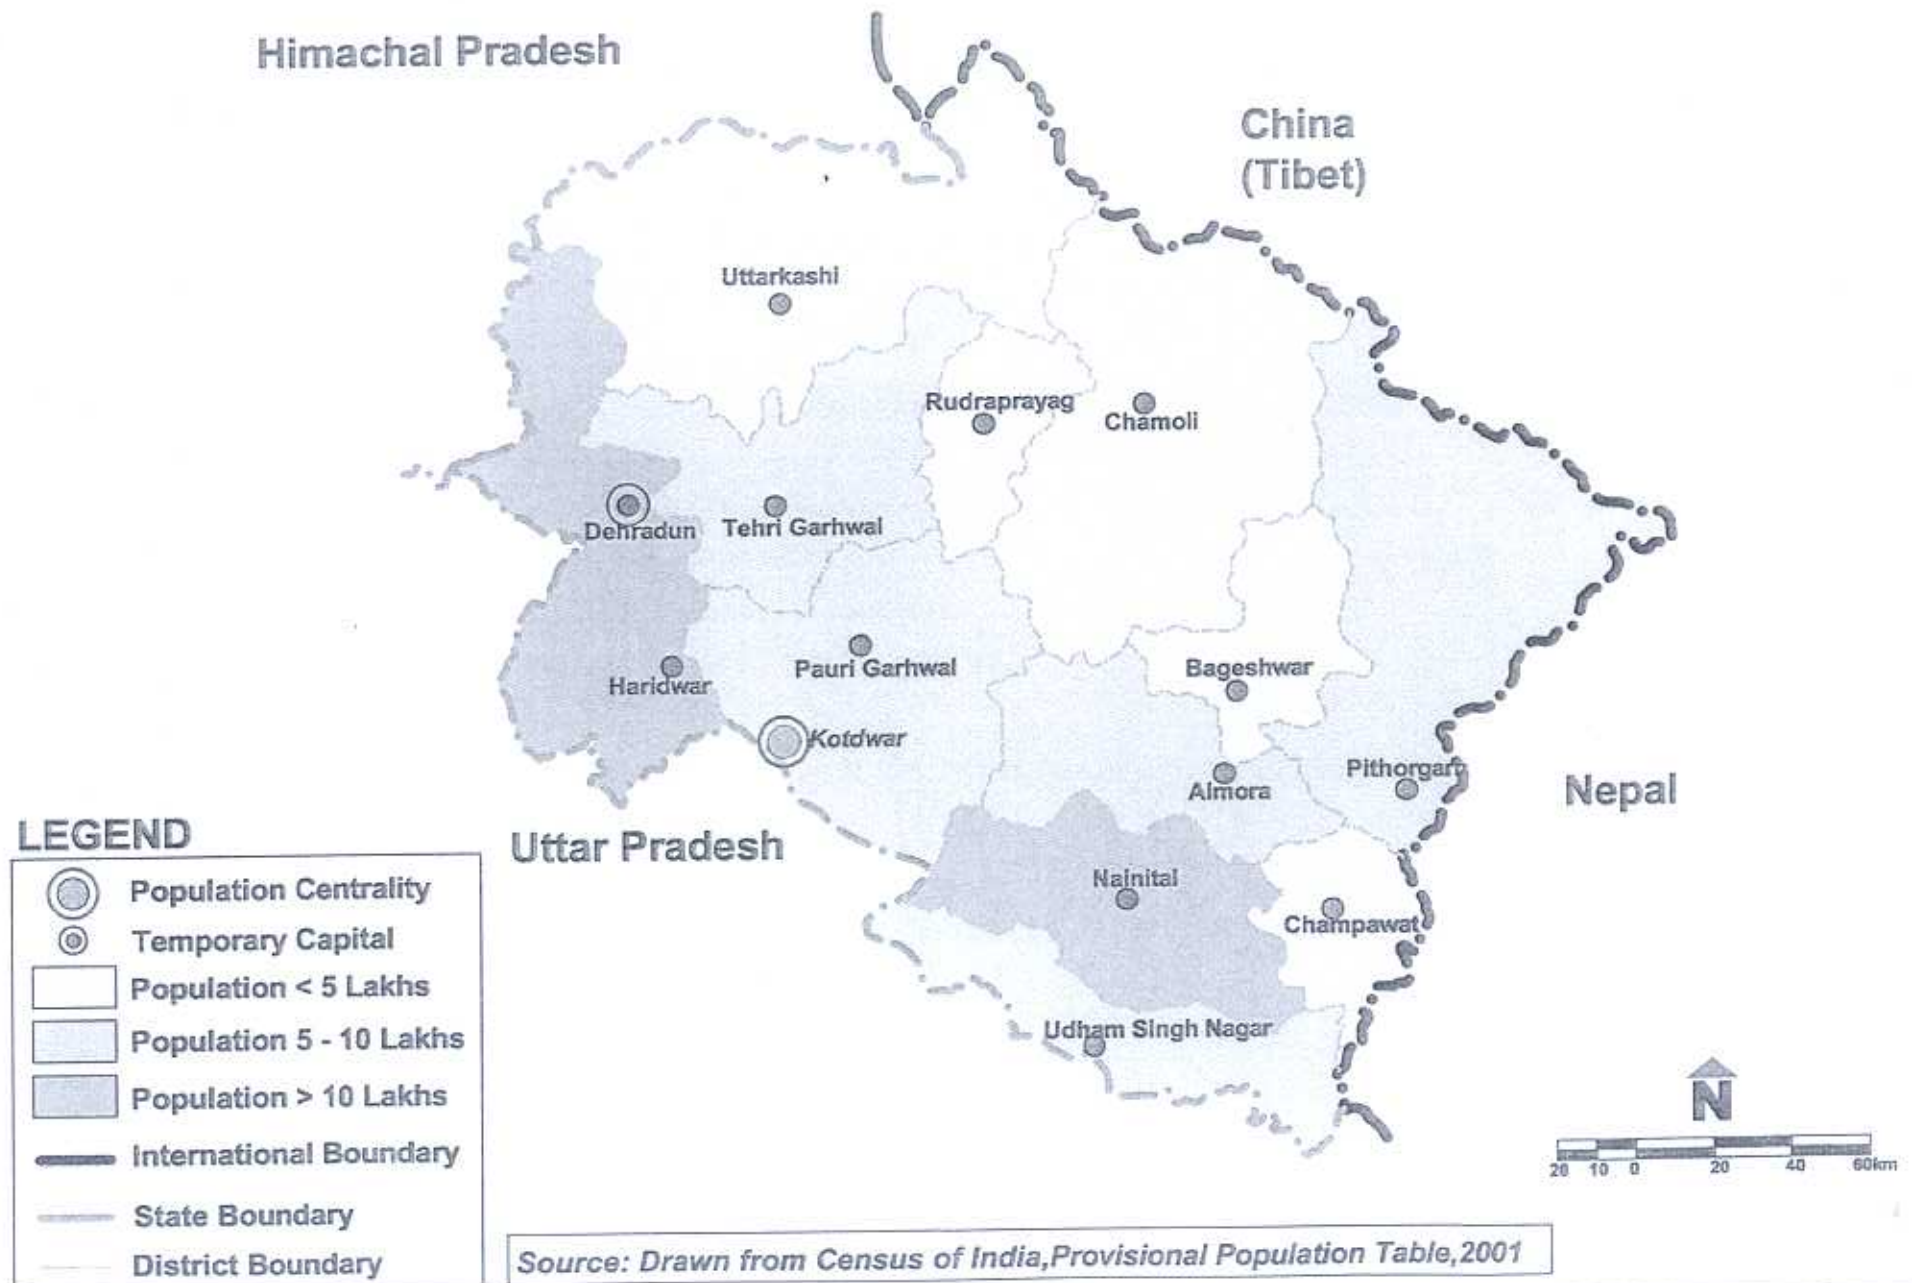 Himachal Pradesh
China
(Tibet)
Uttarkashi
Rudraprayag
Chamoli
Dehradun
Tehri Garhwal
Pauri Garhwal
Haridwar
Bageshwar
Kotdwar
Pithorgarh
Almora
Nepal
Uttar Pradesh
Nainital
Champawat
Udham Singh Nagar
LEGEND
Population Centrality
Temporary Capital
Population < 5 Lakhs
Population 5 - 10 Lakhs
Population > 10 Lakhs
International Boundary
State Boundary
District Boundary
N
20 10 0 20 40 60km
Source: Drawn from Census of India,Provisional Population Table,2001